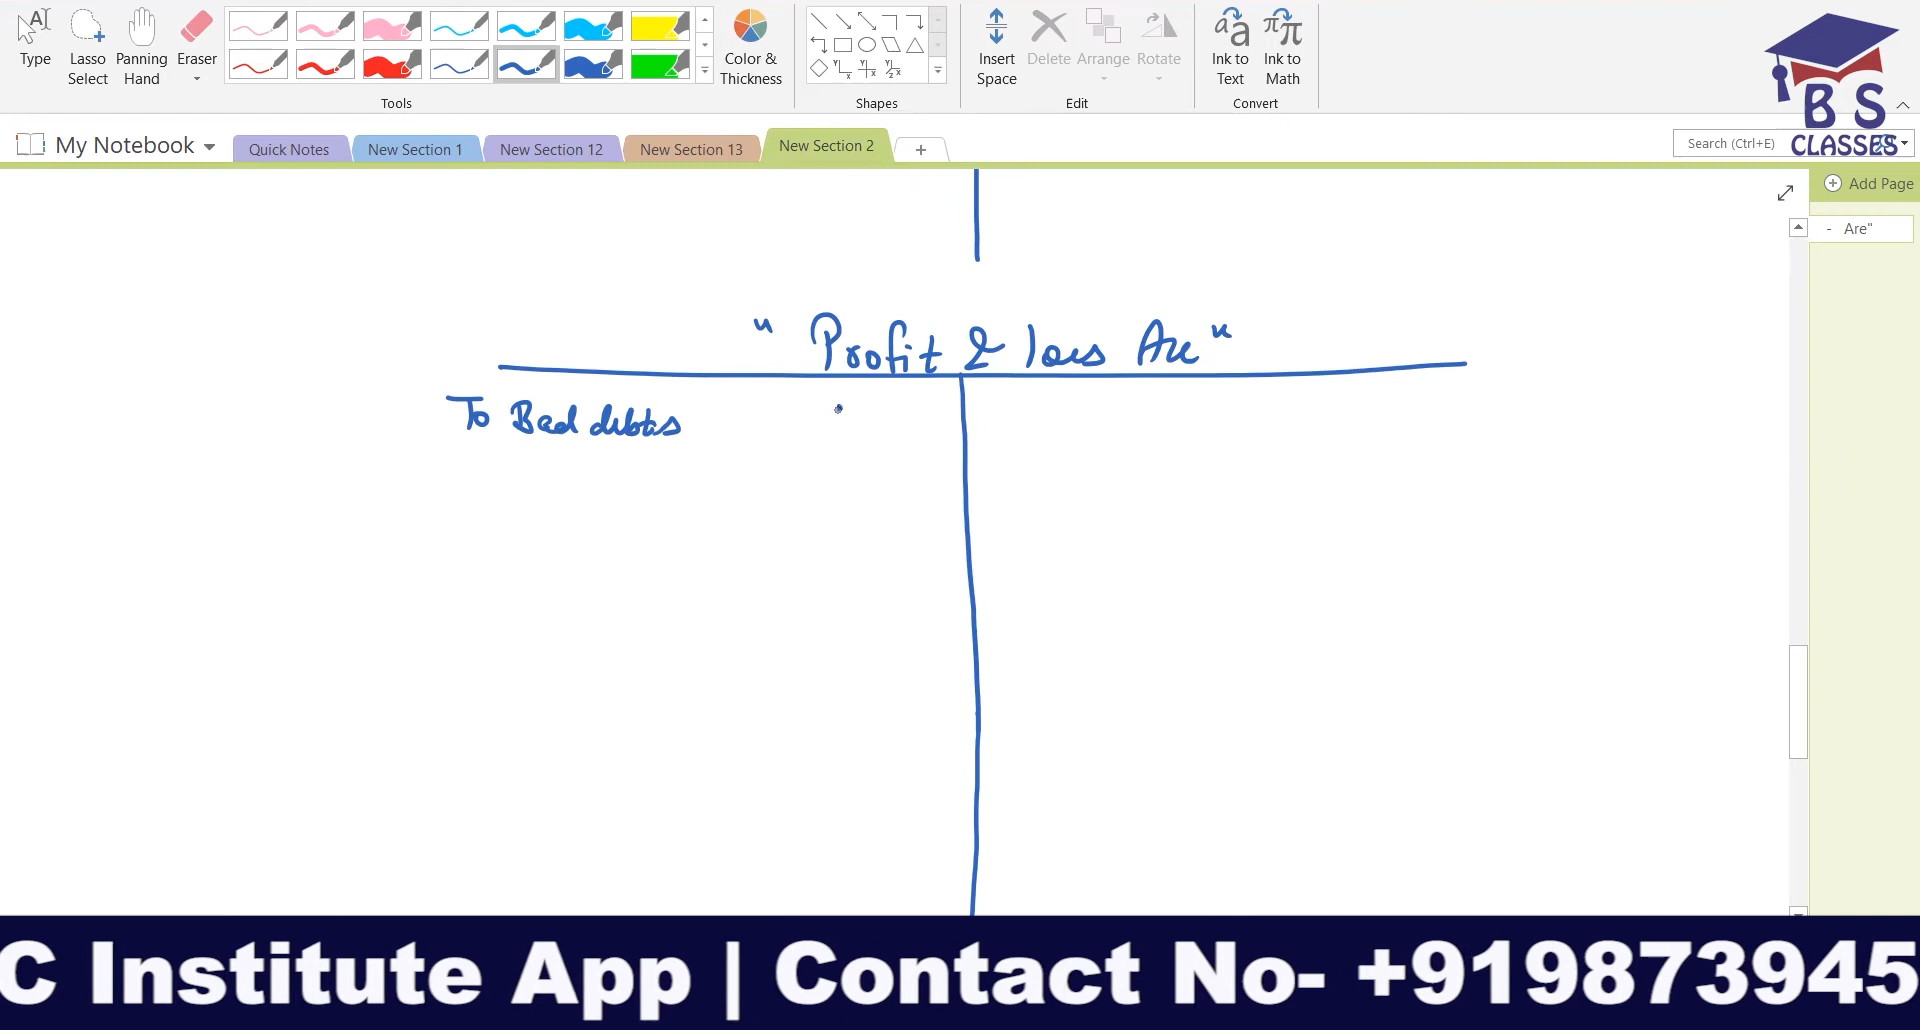 Type
Lasso Select
Panning Hand
Eraser
Color & Thickness
Insert Space
Delete
Arrange
Rotate
Ink to Text
Ink to Math
Tools
Shapes
Edit
Convert
BS
CLASSES
My Notebook
Quick Notes
New Section 1
New Section 12
New Section 13
New Section 2
Search (Ctrl+E)
Add Page
- Are"
" Profit & loss A/c "
To Bad debts
C Institute App | Contact No- +919873945